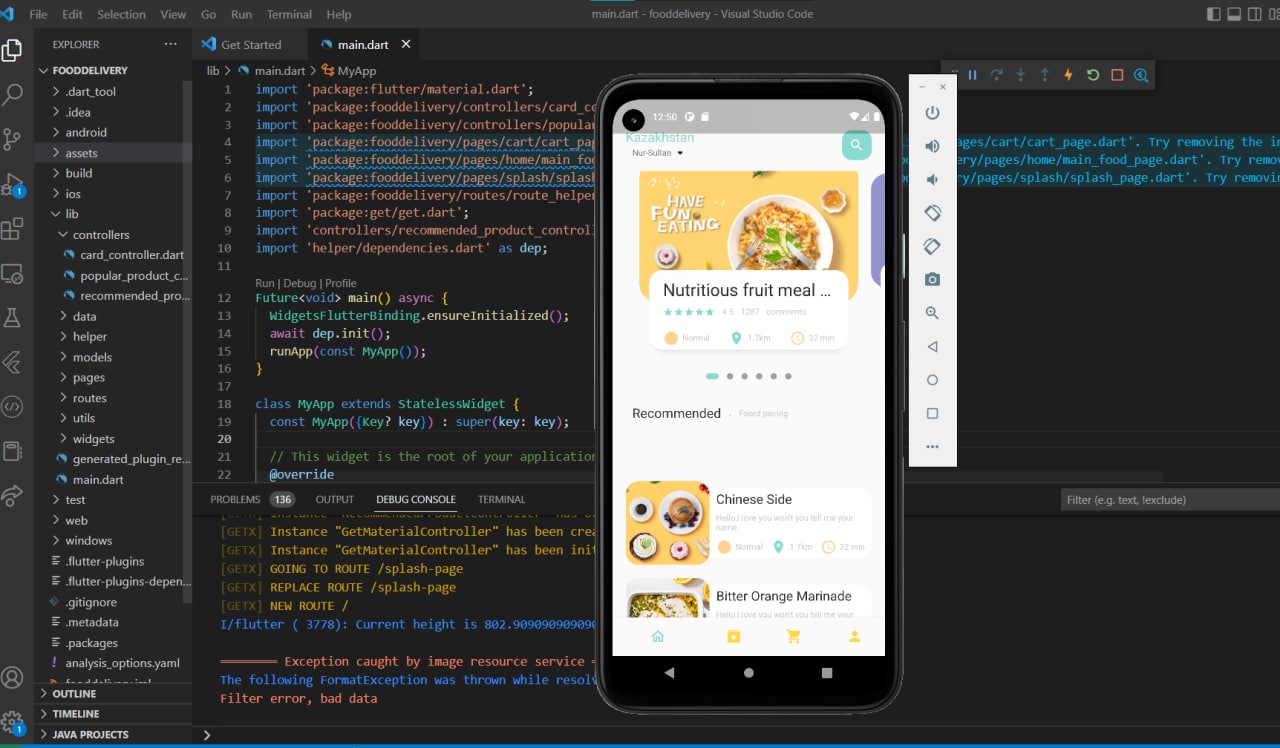 File Edit Selection View Go Run Terminal Help
main.dart - fooddelivery - Visual Studio Code
EXPLORER
FOODDELIVERY
.dart_tool
.idea
android
assets
build
ios
lib
controllers
card_controller.dart
popular_product_c...
recommended_pro...
data
helper
models
pages
routes
utils
widgets
generated_plugin_re...
main.dart
test
web
windows
.flutter-plugins
.flutter-plugins-depen...
.gitignore
.metadata
.packages
analysis_options.yaml
OUTLINE
TIMELINE
JAVA PROJECTS
1
1
Get Started
main.dart
lib > main.dart > MyApp
1 import 'package:flutter/material.dart';
2 import 'package:fooddelivery/controllers/card_co
3 import 'package:fooddelivery/controllers/popular
4 import 'package:fooddelivery/pages/cart/cart_pag
5 import 'package:fooddelivery/pages/home/main_foo
6 import 'package:fooddelivery/pages/splash/splash
7 import 'package:fooddelivery/routes/route_helper
8 import 'package:get/get.dart';
9 import 'controllers/recommended_product_control
10 import 'helper/dependencies.dart' as dep;
11
Run | Debug | Profile
12 Future<void> main() async {
13 WidgetsFlutterBinding.ensureInitialized();
14 await dep.init();
15 runApp(const MyApp());
16 }
17
18 class MyApp extends StatelessWidget {
19 const MyApp({Key? key}) : super(key: key);
20
21 // This widget is the root of your application
22 @override
ages/cart/cart_page.dart'. Try removing the i
very/pages/home/main_food_page.dart'. Try remov
ery/pages/splash/splash_page.dart'. Try removin
PROBLEMS 136 OUTPUT DEBUG CONSOLE TERMINAL
Filter (e.g. text, !exclude)
[GETX] Instance "GetMaterialController" has been crea
[GETX] Instance "GetMaterialController" has been init
[GETX] GOING TO ROUTE /splash-page
[GETX] REPLACE ROUTE /splash-page
[GETX] NEW ROUTE /
I/flutter ( 3778): Current height is 802.909090909090
Exception caught by image resource service
The following FormatException was thrown while resolv
Filter error, bad data
12:50
Kazakhstan
Nur-Sultan
HAVE
FUN
EATING
Nutritious fruit meal ...
4.5 1287 comments
Normal 1.7km 32 min
Recommended . Foord pairing
Chinese Side
Hello,I love you won't you tell me your
name
Normal 1.7km 32 min
Bitter Orange Marinade
Hello,I love you won't you tell me your